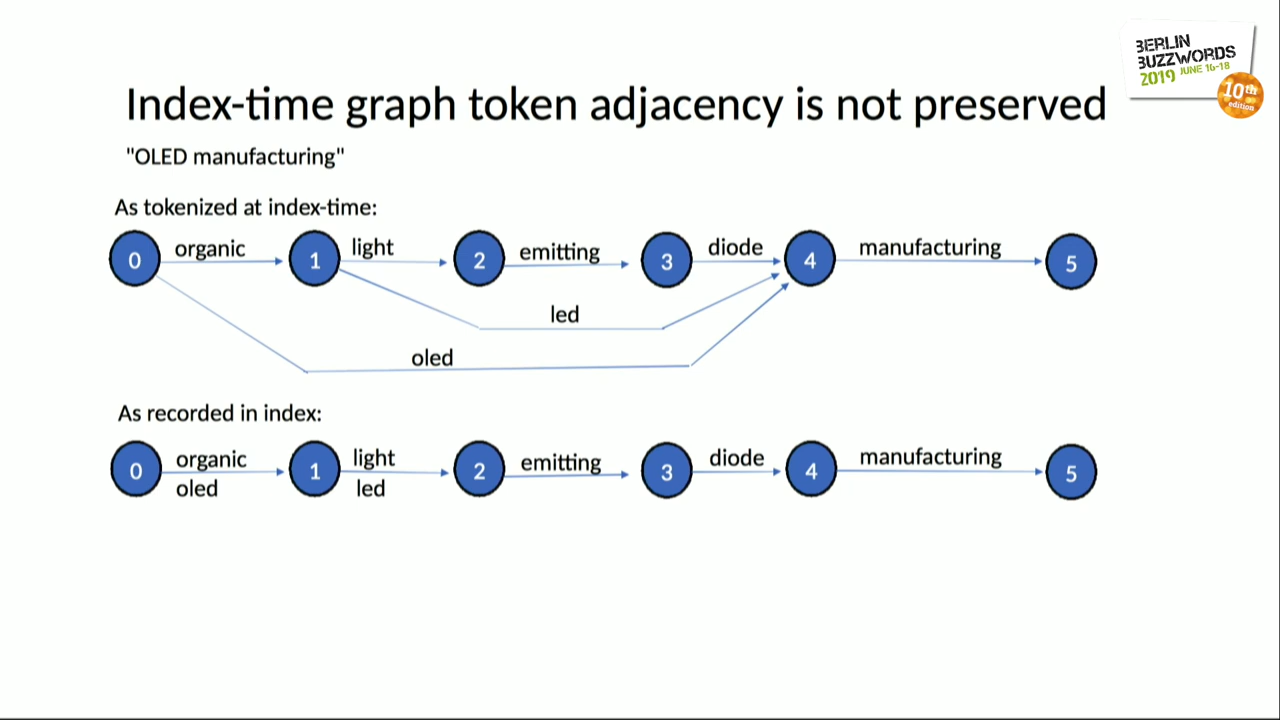 BERLIN
BUZZWORDS
2019 JUNE 16-18
10th
edition
Index-time graph token adjacency is not preserved
"OLED manufacturing"
As tokenized at index-time:
0 organic 1 light 2 emitting 3 diode 4 manufacturing 5
led
oled
As recorded in index:
0 organic 1 light 2 emitting 3 diode 4 manufacturing 5
oled led